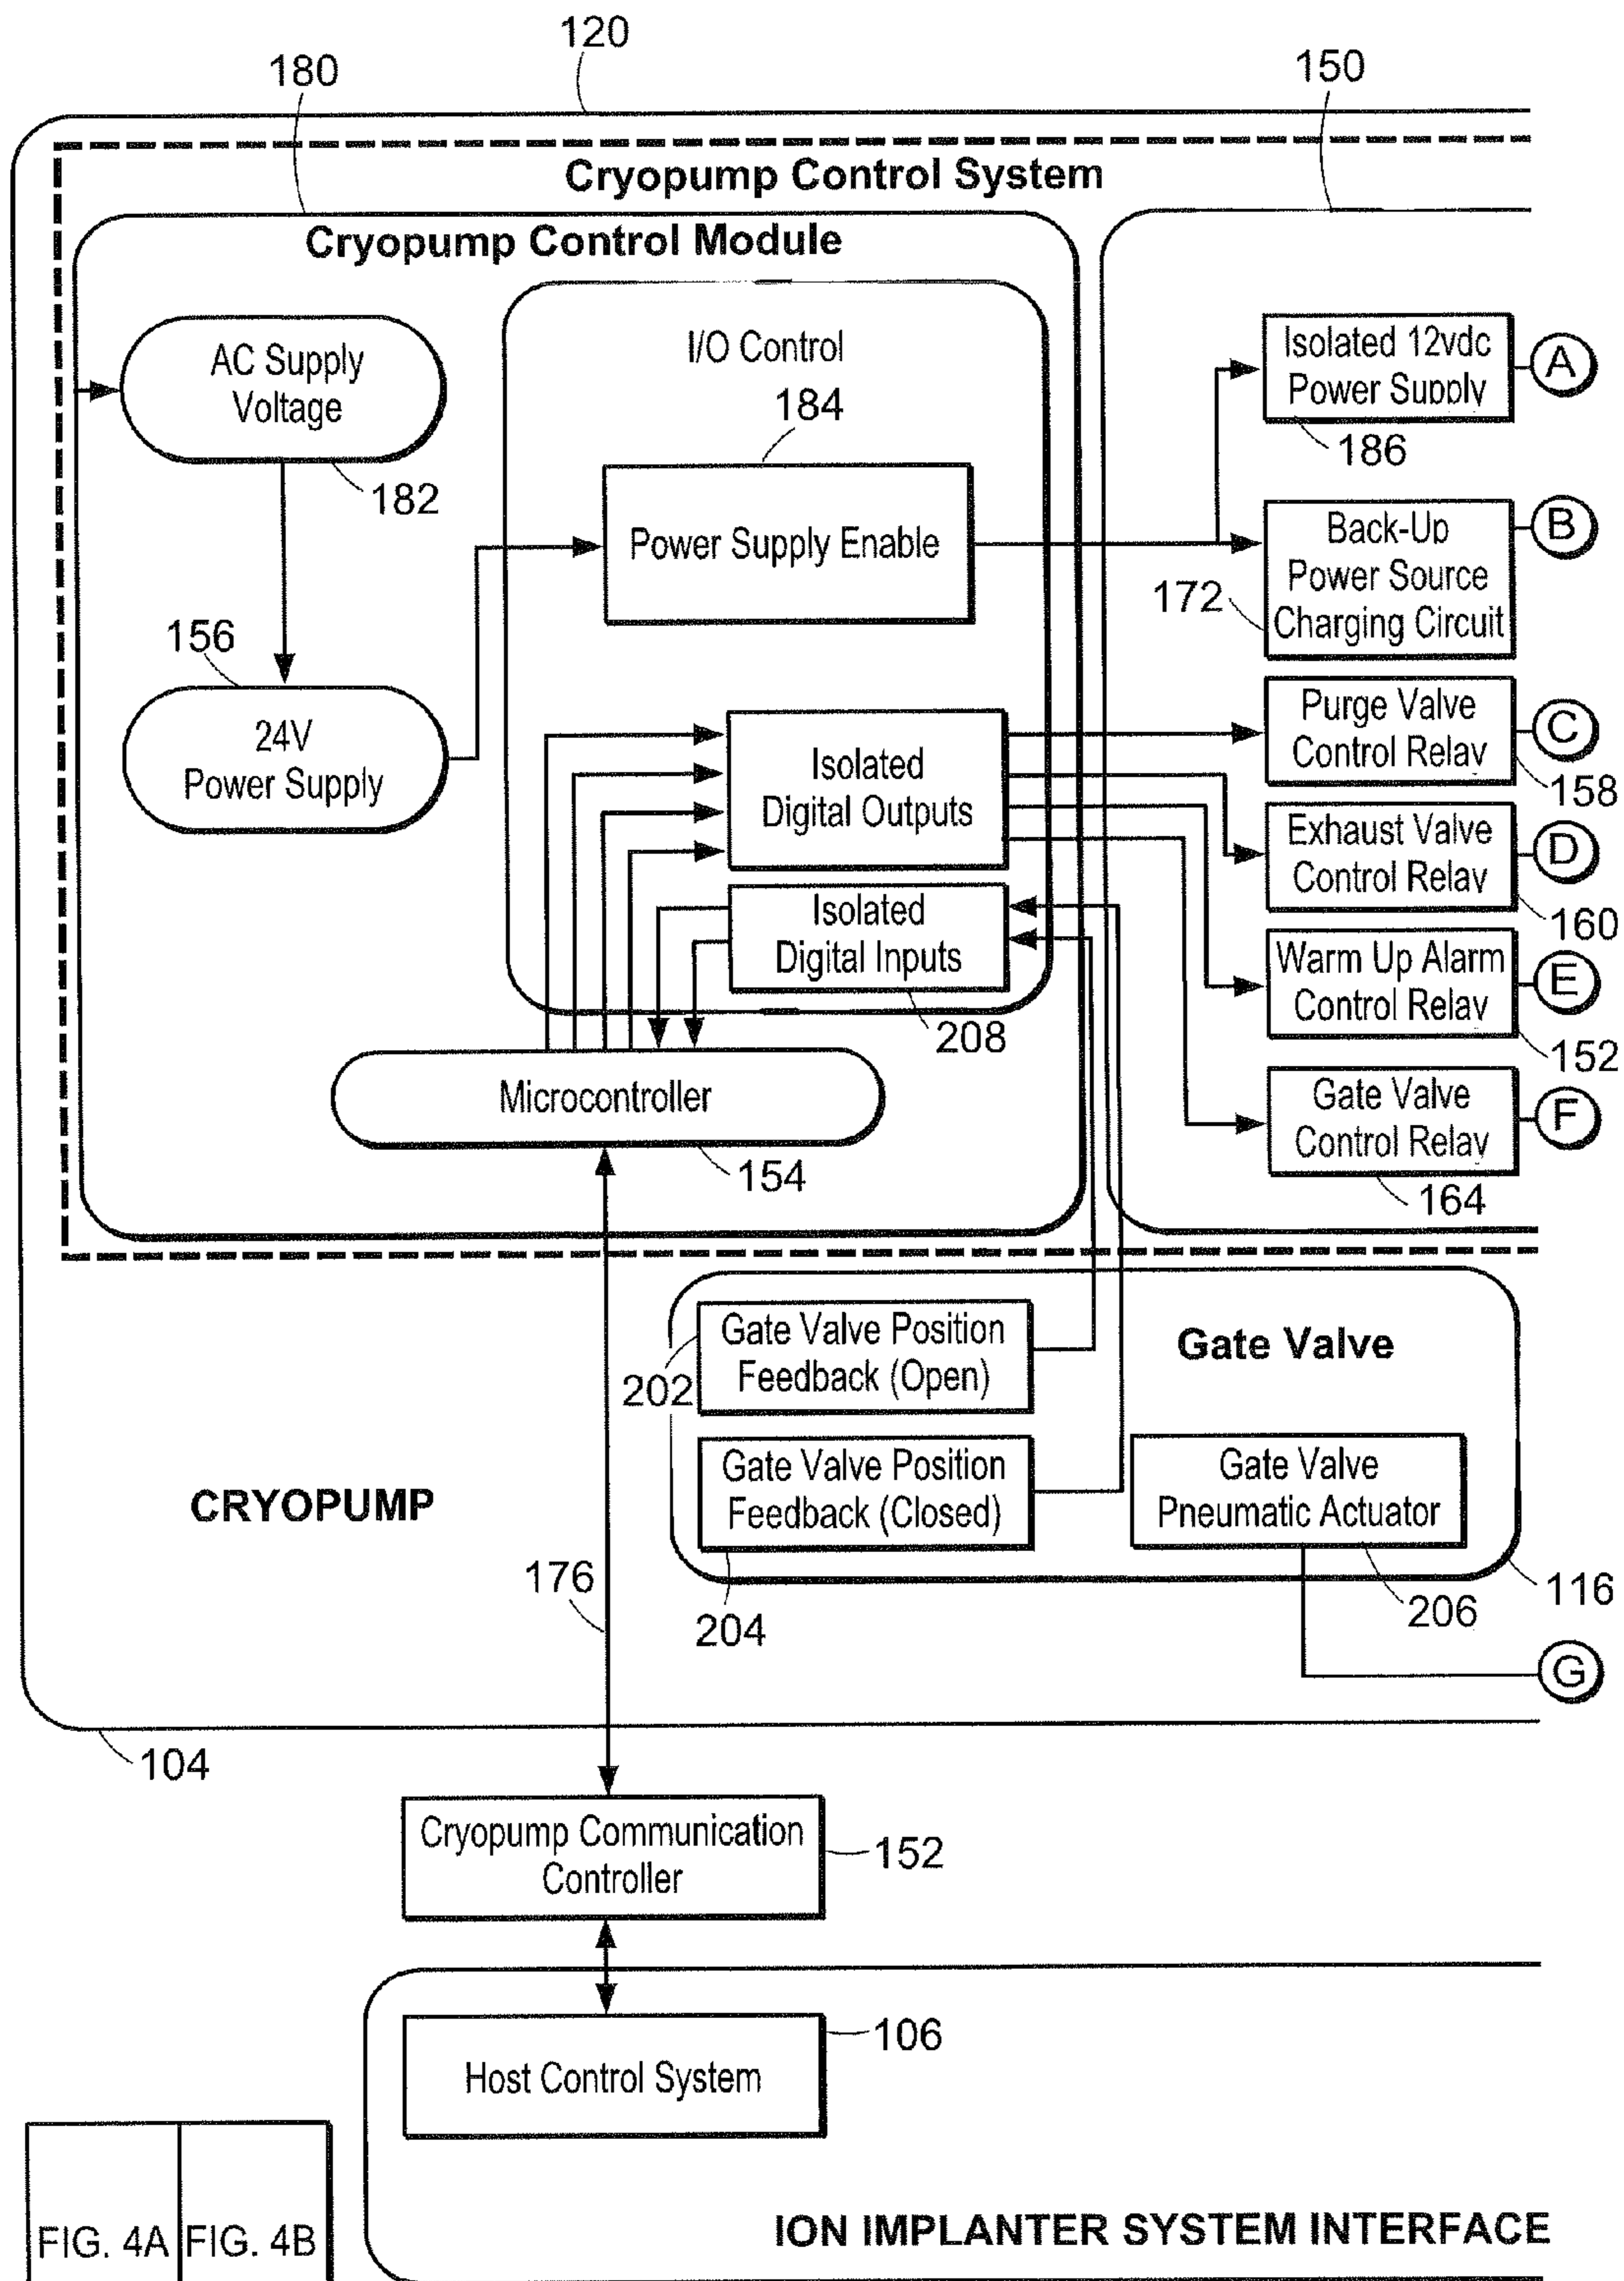 120
180
150
Cryopump Control System
Cryopump Control Module
AC Supply
Voltage
182
I/O Control
184
Power Supply Enable
Isolated 12vdc
Power Supply
186
A
Back-Up
Power Source
Charging Circuit
172
B
156
24V
Power Supply
Isolated
Digital Outputs
Purge Valve
Control Relay
158
C
Exhaust Valve
Control Relay
160
D
Isolated
Digital Inputs
208
Warm Up Alarm
Control Relay
152
E
Microcontroller
154
Gate Valve
Control Relay
164
F
Gate Valve Position
Feedback (Open)
202
Gate Valve
Gate Valve Position
Feedback (Closed)
204
Gate Valve
Pneumatic Actuator
206
116
CRYOPUMP
176
G
104
Cryopump Communication
Controller
152
Host Control System
106
FIG. 4A
FIG. 4B
ION IMPLANTER SYSTEM INTERFACE